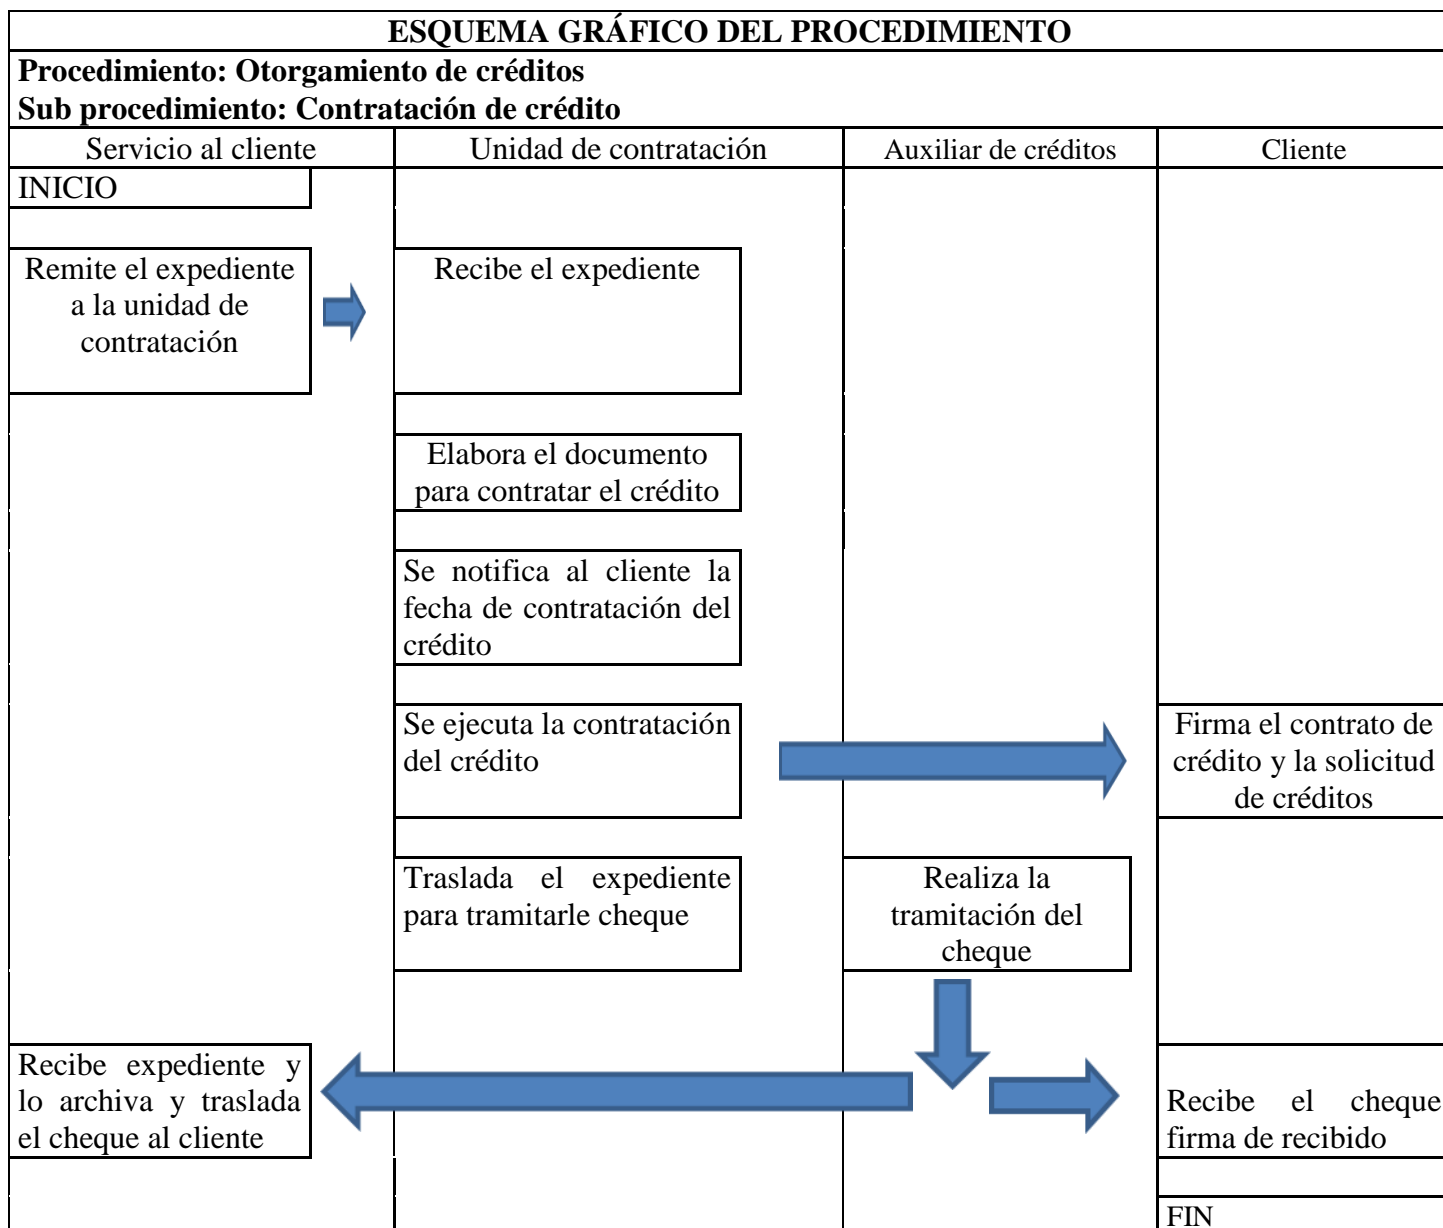 ESQUEMA GRÁFICO DEL PROCEDIMIENTO
Procedimiento: Otorgamiento de créditos
Sub procedimiento: Contratación de crédito
Servicio al cliente
Unidad de contratación
Auxiliar de créditos
Cliente
INICIO
Remite el expediente
a la unidad de
contratación
Recibe el expediente
Elabora el documento
para contratar el crédito
Se notifica al cliente la
fecha de contratación del
crédito
Se ejecuta la contratación
del crédito
Firma el contrato de
crédito y la solicitud
de créditos
Traslada el expediente
para tramitarle cheque
Realiza la
tramitación del
cheque
Recibe expediente y
lo archiva y traslada
el cheque al cliente
Recibe el cheque
firma de recibido
FIN